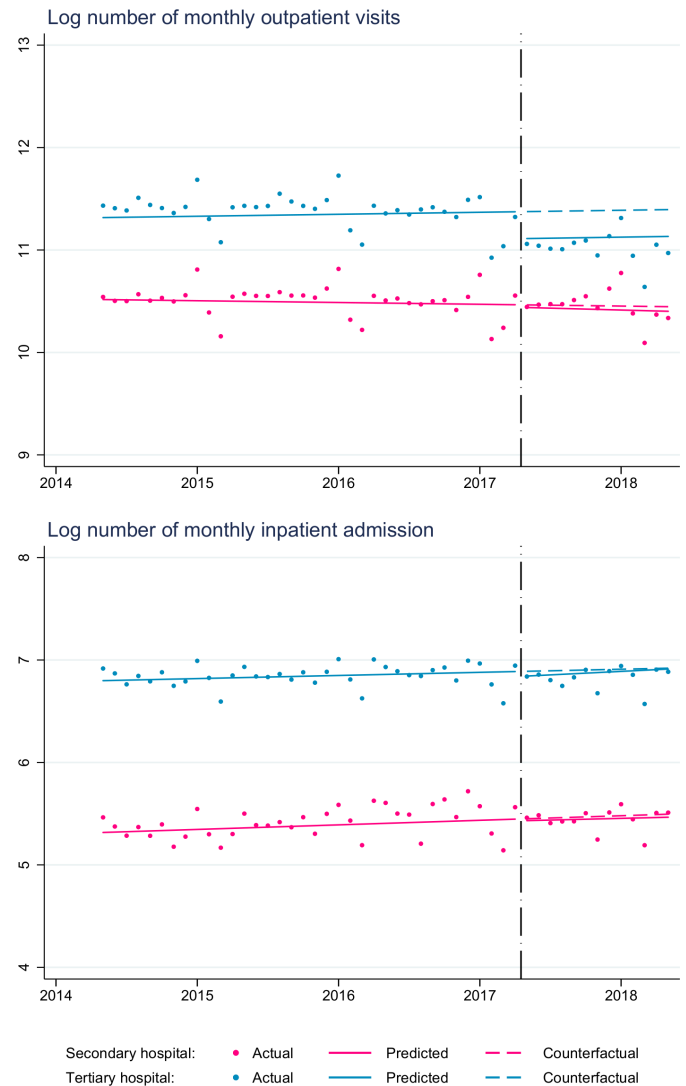 Log number of monthly outpatient visits
13
12
11
10
9
2014 2015 2016 2017 2018
Log number of monthly inpatient admission
8
7
6
5
4
2014 2015 2016 2017 2018
Secondary hospital: Actual Predicted Counterfactual
Tertiary hospital: Actual Predicted Counterfactual